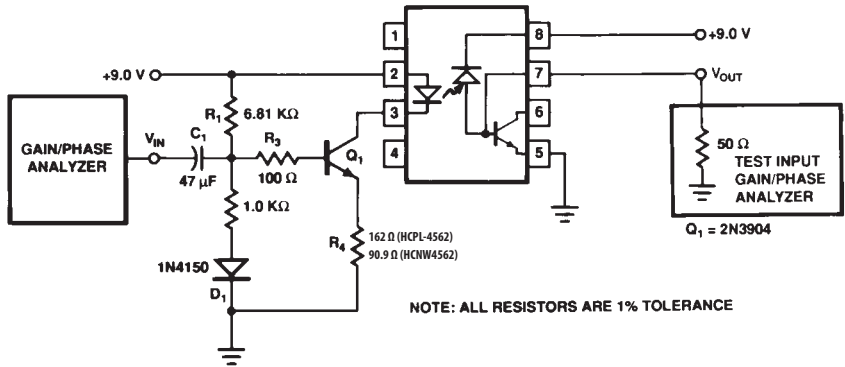 1
8
+9.0 V
+9.0 V
2
7
V_OUT
R1 6.81 KΩ
3
6
GAIN/PHASE
ANALYZER
V_IN
C1
47 µF
R3
100 Ω
Q1
4
5
50 Ω
TEST INPUT
GAIN/PHASE
ANALYZER
1.0 KΩ
R4
162 Ω (HCPL-4562)
90.9 Ω (HCNW4562)
Q1 = 2N3904
1N4150
D1
NOTE: ALL RESISTORS ARE 1% TOLERANCE